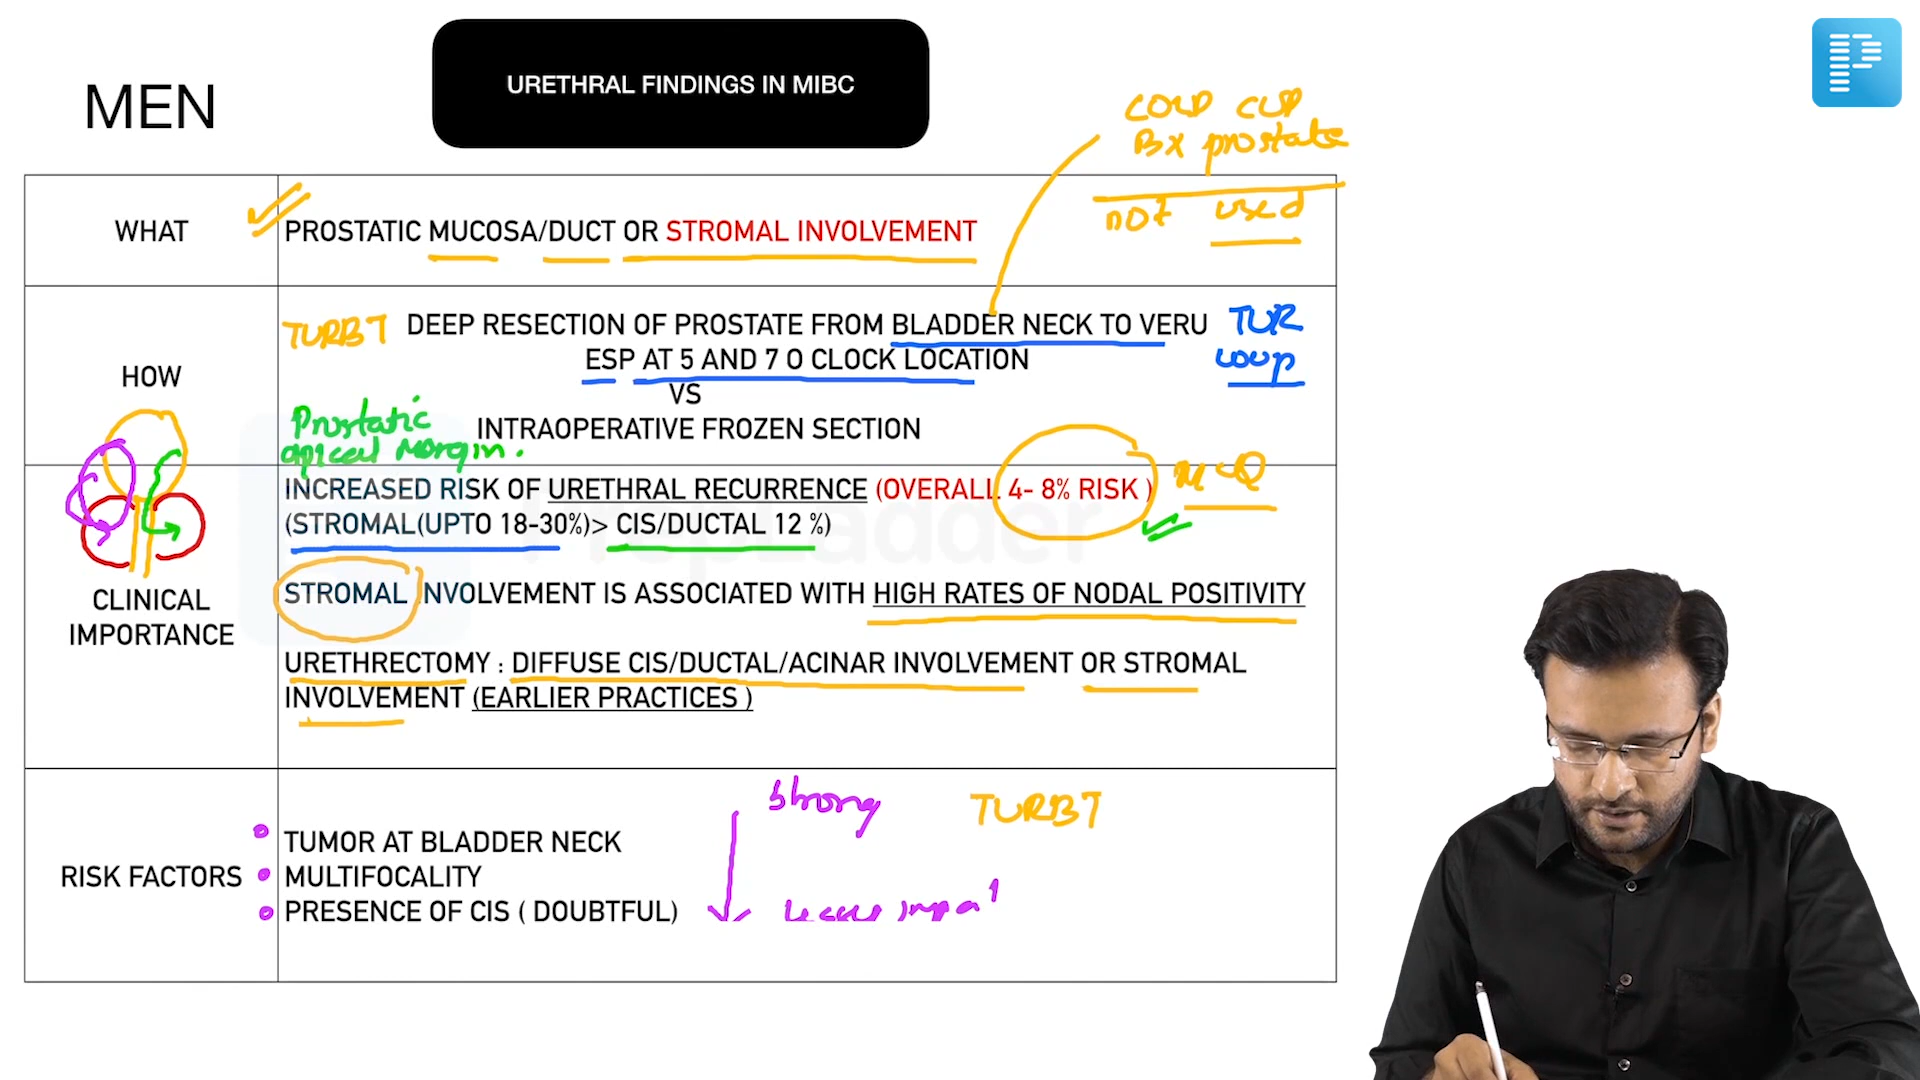 URETHRAL FINDINGS IN MIBC
MEN
COLD CUP
BX prostate
not used
WHAT
PROSTATIC MUCOSA/DUCT OR STROMAL INVOLVEMENT
HOW
TURBT DEEP RESECTION OF PROSTATE FROM BLADDER NECK TO VERU
TUR
loop
ESP AT 5 AND 7 O CLOCK LOCATION
VS
INTRAOPERATIVE FROZEN SECTION
Prostatic
apical margin.
CLINICAL
IMPORTANCE
INCREASED RISK OF URETHRAL RECURRENCE (OVERALL 4- 8% RISK ) MCQ
(STROMAL(UPTO 18-30%)> CIS/DUCTAL 12 %)
STROMAL INVOLVEMENT IS ASSOCIATED WITH HIGH RATES OF NODAL POSITIVITY
URETHRECTOMY : DIFFUSE CIS/DUCTAL/ACINAR INVOLVEMENT OR STROMAL
INVOLVEMENT (EARLIER PRACTICES )
RISK FACTORS
TUMOR AT BLADDER NECK
MULTIFOCALITY
PRESENCE OF CIS ( DOUBTFUL)
Strong
TURBT
PrepLadder